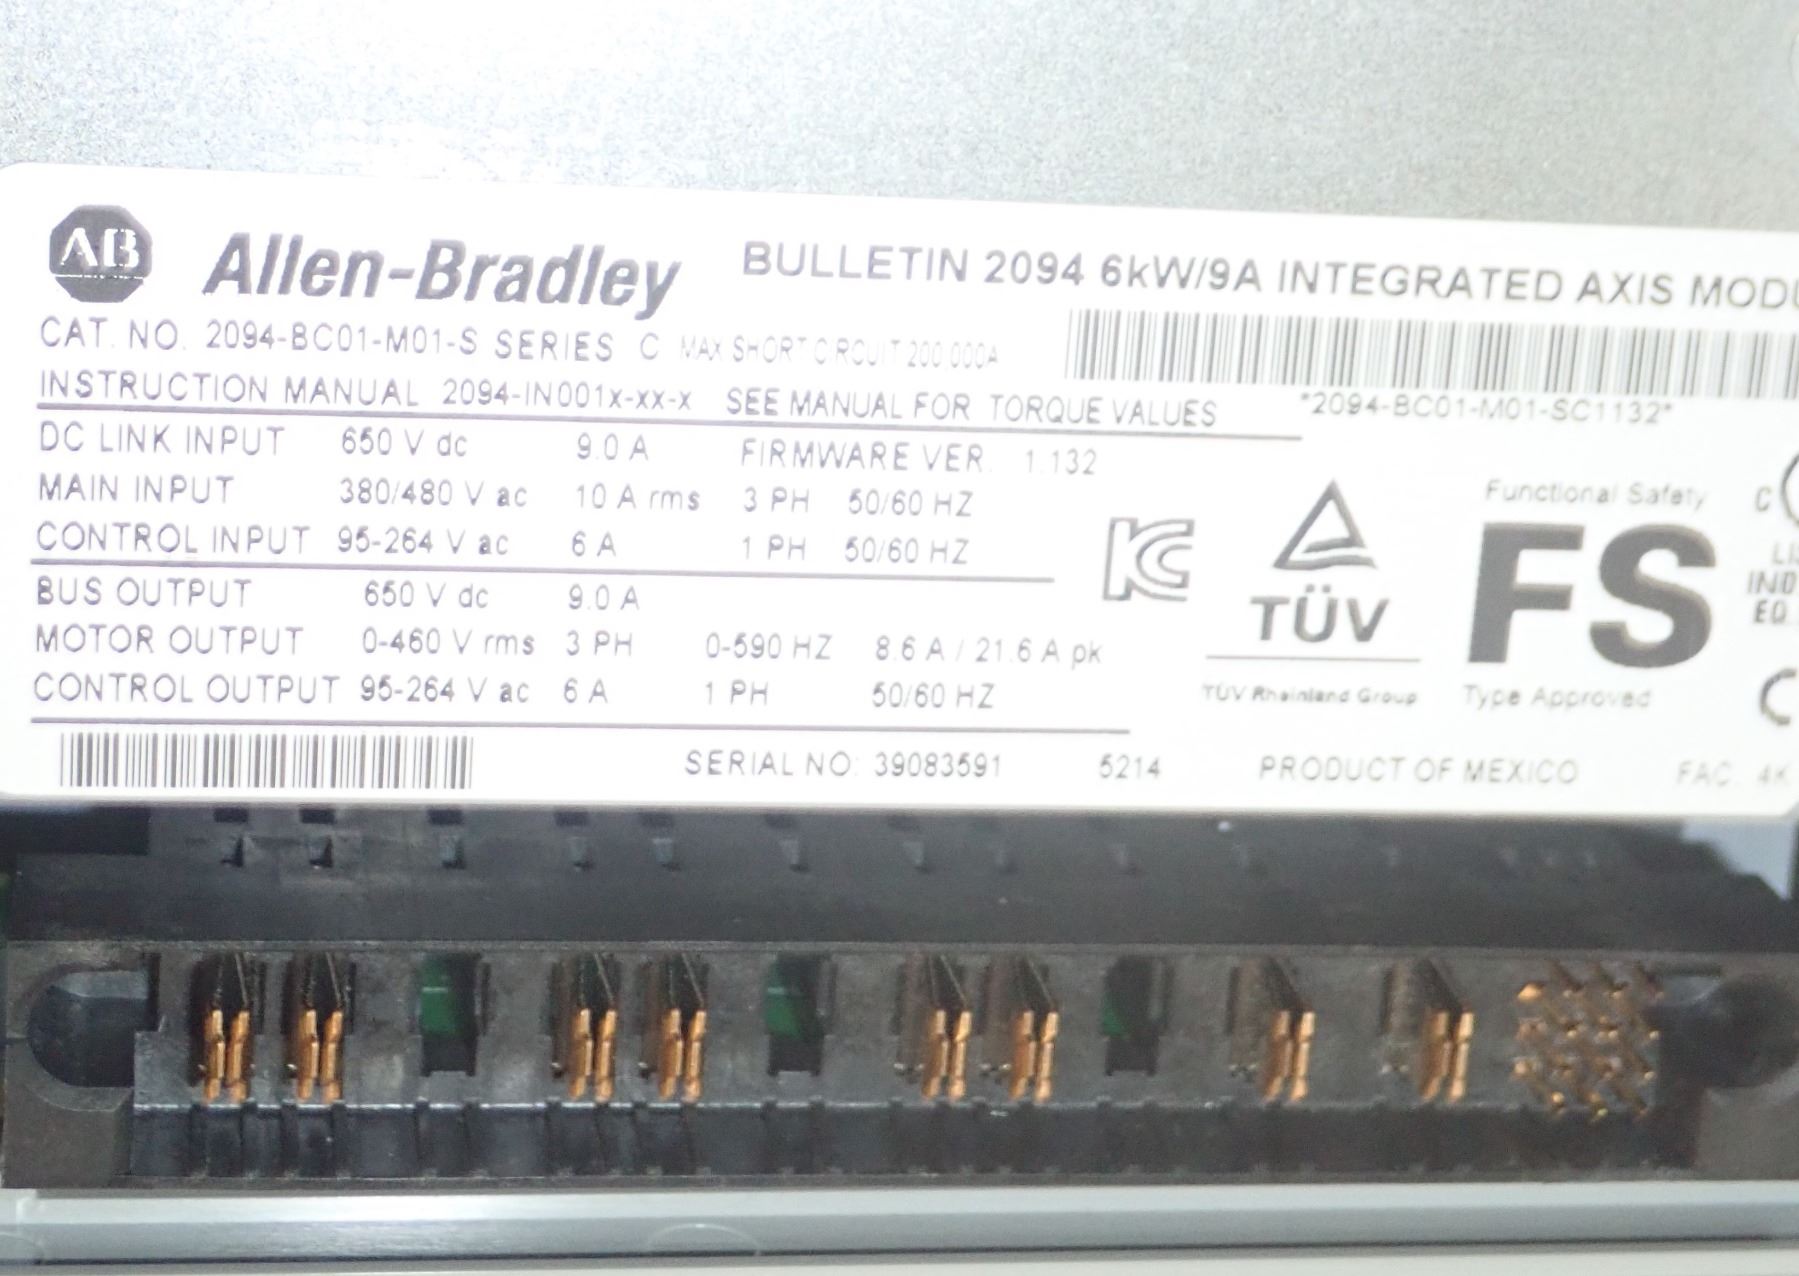 AB Allen-Bradley BULLETIN 2094 6kW/9A INTEGRATED AXIS MODU
CAT. NO. 2094-BC01-M01-S SERIES C MAX SHORT CIRCUIT 200,000A
INSTRUCTION MANUAL 2094-IN001X-XX-X SEE MANUAL FOR TORQUE VALUES
*2094-BC01-M01-SC1132*
DC LINK INPUT 650 V dc 9.0 A FIRMWARE VER. 1.132
MAIN INPUT 380/480 V ac 10 A rms 3 PH 50/60 HZ
CONTROL INPUT 95-264 V ac 6 A 1 PH 50/60 HZ
BUS OUTPUT 650 V dc 9.0 A
MOTOR OUTPUT 0-460 V rms 3 PH 0-590 HZ 8.6 A / 21.6 A pk
CONTROL OUTPUT 95-264 V ac 6 A 1 PH 50/60 HZ
KC
TÜV
TÜV Rheinland Group
Functional Safety
FS
Type Approved
C
LIS
IND
EQ
SERIAL NO: 39083591 5214 PRODUCT OF MEXICO FAC. 4K